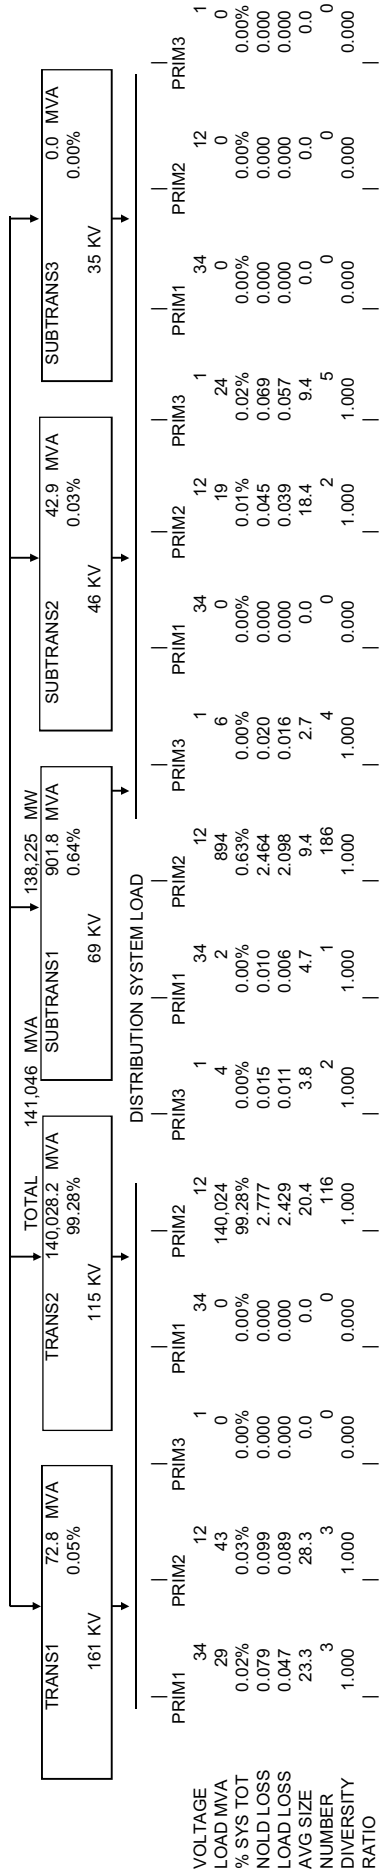 TOTAL 141,046 MVA 138,225 MW
TRANS1 72.8 MVA
0.05%
161 KV
TRANS2 140,028.2 MVA
99.28%
115 KV
SUBTRANS1 901.8 MVA
0.64%
69 KV
SUBTRANS2 42.9 MVA
0.03%
46 KV
SUBTRANS3 0.0 MVA
0.00%
35 KV
DISTRIBUTION SYSTEM LOAD
PRIM1 PRIM2 PRIM3 PRIM1 PRIM2 PRIM3 PRIM1 PRIM2 PRIM3 PRIM1 PRIM2 PRIM3 PRIM1 PRIM2 PRIM3
VOLTAGE 34 12 1 34 12 1 34 12 1 34 12 1 34 12 1
LOAD MVA 29 43 0 0 140,024 4 2 894 6 0 19 24 0 0 0
% SYS TOT 0.02% 0.03% 0.00% 0.00% 99.28% 0.00% 0.00% 0.63% 0.00% 0.00% 0.01% 0.02% 0.00% 0.00% 0.00%
NOLD LOSS 0.079 0.099 0.000 0.000 2.777 0.015 0.010 2.464 0.020 0.000 0.045 0.069 0.000 0.000 0.000
LOAD LOSS 0.047 0.089 0.000 0.000 2.429 0.011 0.006 2.098 0.016 0.000 0.039 0.057 0.000 0.000 0.000
AVG SIZE 23.3 28.3 0.0 0.0 20.4 3.8 4.7 9.4 2.7 0.0 18.4 9.4 0.0 0.0 0.0
NUMBER 3 3 0 0 116 2 1 186 4 0 2 5 0 0 0
DIVERSITY 1.000 1.000 0.000 0.000 1.000 1.000 1.000 1.000 1.000 0.000 1.000 1.000 0.000 0.000 0.000
RATIO